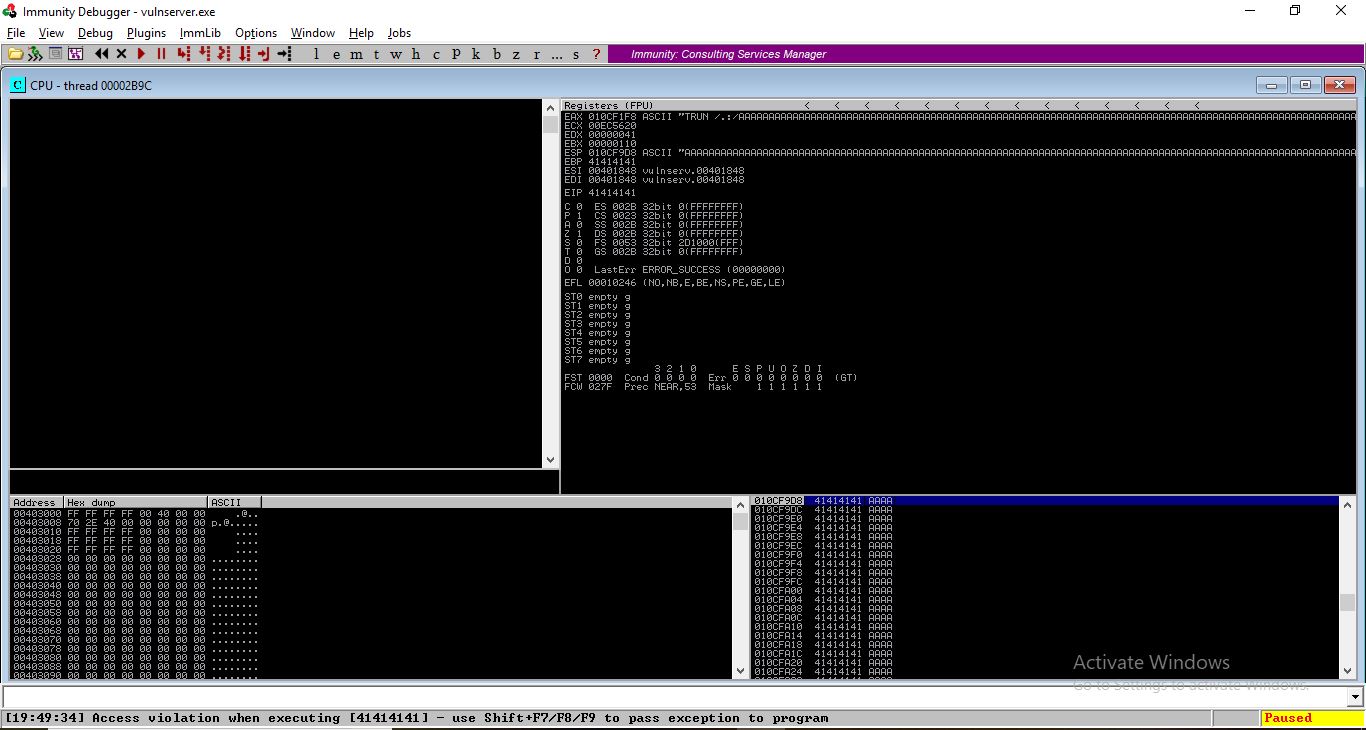 Immunity Debugger - vulnserver.exe
File View Debug Plugins ImmLib Options Window Help Jobs
l e m t w h c P k b z r ... s ?
Immunity: Consulting Services Manager
C CPU - thread 00002B9C
Registers (FPU) < < < < < < < < < < < < < <
EAX 010CF1F8 ASCII "TRUN /.:/
ECX 00EC5620
EDX 00000041
EBX 00000110
ESP 010CF9D8 ASCII
EBP 41414141
ESI 00401848 vulnserv.00401848
EDI 00401848 vulnserv.00401848
EIP 41414141
C 0 ES 002B 32bit 0(FFFFFFFF)
P 1 CS 0023 32bit 0(FFFFFFFF)
A 0 SS 002B 32bit 0(FFFFFFFF)
Z 1 DS 002B 32bit 0(FFFFFFFF)
S 0 FS 0053 32bit 2D1000(FFF)
T 0 GS 002B 32bit 0(FFFFFFFF)
D 0
O 0 LastErr ERROR_SUCCESS (00000000)
EFL 00010246 (NO,NB,E,BE,NS,PE,GE,LE)
ST0 empty g
ST1 empty g
ST2 empty g
ST3 empty g
ST4 empty g
ST5 empty g
ST6 empty g
ST7 empty g
3 2 1 0 E S P U O Z D I
FST 0000 Cond 0 0 0 0 Err 0 0 0 0 0 0 0 0 (GT)
FCW 027F Prec NEAR,53 Mask 1 1 1 1 1 1
Address Hex dump ASCII
00403000 FF FF FF FF 00 40 00 00 .@..
00403008 70 2E 40 00 00 00 00 00 p.@.....
00403010 FF FF FF FF 00 00 00 00 ....
00403018 FF FF FF FF 00 00 00 00 ....
00403020 FF FF FF FF 00 00 00 00 ....
00403028 00 00 00 00 00 00 00 00 ........
00403030 00 00 00 00 00 00 00 00 ........
00403038 00 00 00 00 00 00 00 00 ........
00403040 00 00 00 00 00 00 00 00 ........
00403048 00 00 00 00 00 00 00 00 ........
00403050 00 00 00 00 00 00 00 00 ........
00403058 00 00 00 00 00 00 00 00 ........
00403060 00 00 00 00 00 00 00 00 ........
00403068 00 00 00 00 00 00 00 00 ........
00403070 00 00 00 00 00 00 00 00 ........
00403078 00 00 00 00 00 00 00 00 ........
00403080 00 00 00 00 00 00 00 00 ........
00403088 00 00 00 00 00 00 00 00 ........
00403090 00 00 00 00 00 00 00 00 ........
010CF9D8 41414141 AAAA
010CF9DC 41414141 AAAA
010CF9E0 41414141 AAAA
010CF9E4 41414141 AAAA
010CF9E8 41414141 AAAA
010CF9EC 41414141 AAAA
010CF9F0 41414141 AAAA
010CF9F4 41414141 AAAA
010CF9F8 41414141 AAAA
010CF9FC 41414141 AAAA
010CFA00 41414141 AAAA
010CFA04 41414141 AAAA
010CFA08 41414141 AAAA
010CFA0C 41414141 AAAA
010CFA10 41414141 AAAA
010CFA14 41414141 AAAA
010CFA18 41414141 AAAA
010CFA1C 41414141 AAAA
010CFA20 41414141 AAAA
010CFA24 41414141 AAAA
Activate Windows
Go to Settings to activate Windows.
[19:49:34] Access violation when executing [41414141] - use Shift+F7/F8/F9 to pass exception to program
Paused